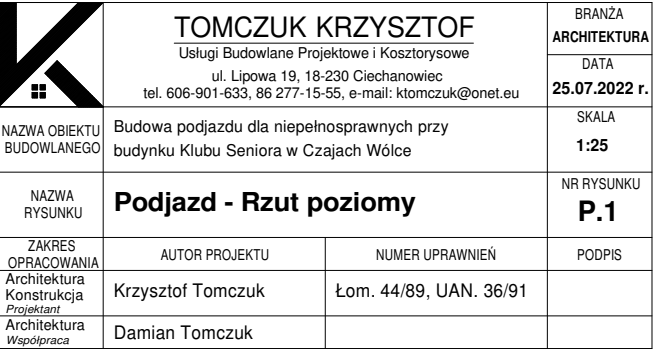 TOMCZUK KRZYSZTOF
Usługi Budowlane Projektowe i Kosztorysowe
ul. Lipowa 19, 18-230 Ciechanowiec
tel. 606-901-633, 86 277-15-55, e-mail: ktomczuk@onet.eu
BRANŻA
ARCHITEKTURA
DATA
25.07.2022 r.
NAZWA OBIEKTU
BUDOWLANEGO
Budowa podjazdu dla niepełnosprawnych przy
budynku Klubu Seniora w Czajach Wólce
SKALA
1:25
NAZWA
RYSUNKU
Podjazd - Rzut poziomy
NR RYSUNKU
P.1
ZAKRES
OPRACOWANIA
AUTOR PROJEKTU
NUMER UPRAWNIEŃ
PODPIS
Architektura
Konstrukcja
Projektant
Krzysztof Tomczuk
Łom. 44/89, UAN. 36/91
Architektura
Współpraca
Damian Tomczuk